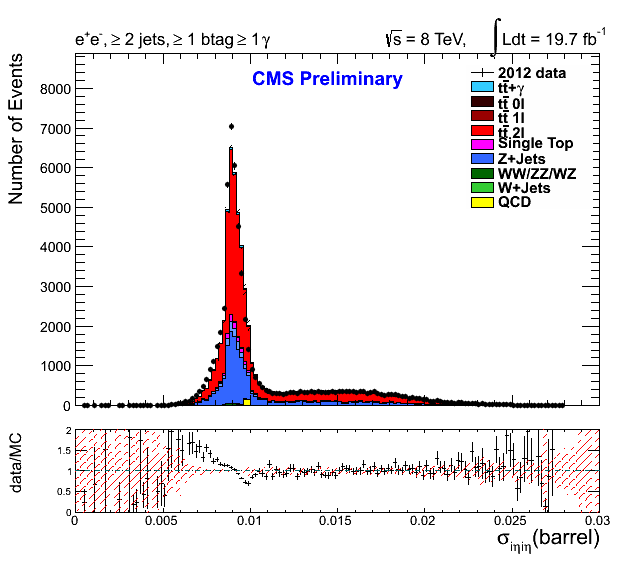 e⁺e⁻, ≥ 2 jets, ≥ 1 btag ≥ 1 γ
√s = 8 TeV, ∫ Ldt = 19.7 fb⁻¹
CMS Preliminary
2012 data
tt̄+γ
tt̄ 0l
tt̄ 1l
tt̄ 2l
Single Top
Z+Jets
WW/ZZ/WZ
W+Jets
QCD
Number of Events
8000
7000
6000
5000
4000
3000
2000
1000
0
data/MC
2
1.5
1
0.5
0
0 0.005 0.01 0.015 0.02 0.025 0.03
σ_iηiη(barrel)